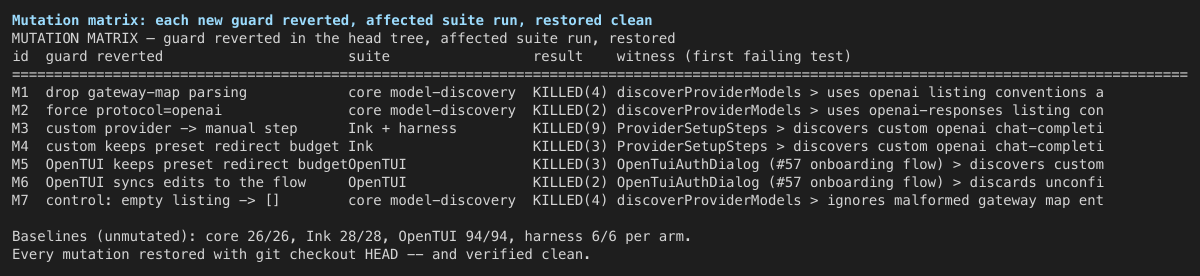 Mutation matrix: each new guard reverted, affected suite run, restored clean
MUTATION MATRIX — guard reverted in the head tree, affected suite run, restored
id  guard reverted                      suite                 result    witness (first failing test)
============================================================================================================================================
M1  drop gateway-map parsing            core model-discovery  KILLED(4) discoverProviderModels > uses openai listing conventions a
M2  force protocol=openai               core model-discovery  KILLED(2) discoverProviderModels > uses openai-responses listing con
M3  custom provider -> manual step      Ink + harness         KILLED(9) ProviderSetupSteps > discovers custom openai chat-completi
M4  custom keeps preset redirect budget Ink                   KILLED(3) ProviderSetupSteps > discovers custom openai chat-completi
M5  OpenTUI keeps preset redirect budgetOpenTUI               KILLED(3) OpenTuiAuthDialog (#57 onboarding flow) > discovers custom
M6  OpenTUI syncs edits to the flow     OpenTUI               KILLED(2) OpenTuiAuthDialog (#57 onboarding flow) > discards unconfi
M7  control: empty listing -> []        core model-discovery  KILLED(4) discoverProviderModels > ignores malformed gateway map ent
Baselines (unmutated): core 26/26, Ink 28/28, OpenTUI 94/94, harness 6/6 per arm.
Every mutation restored with git checkout HEAD -- and verified clean.